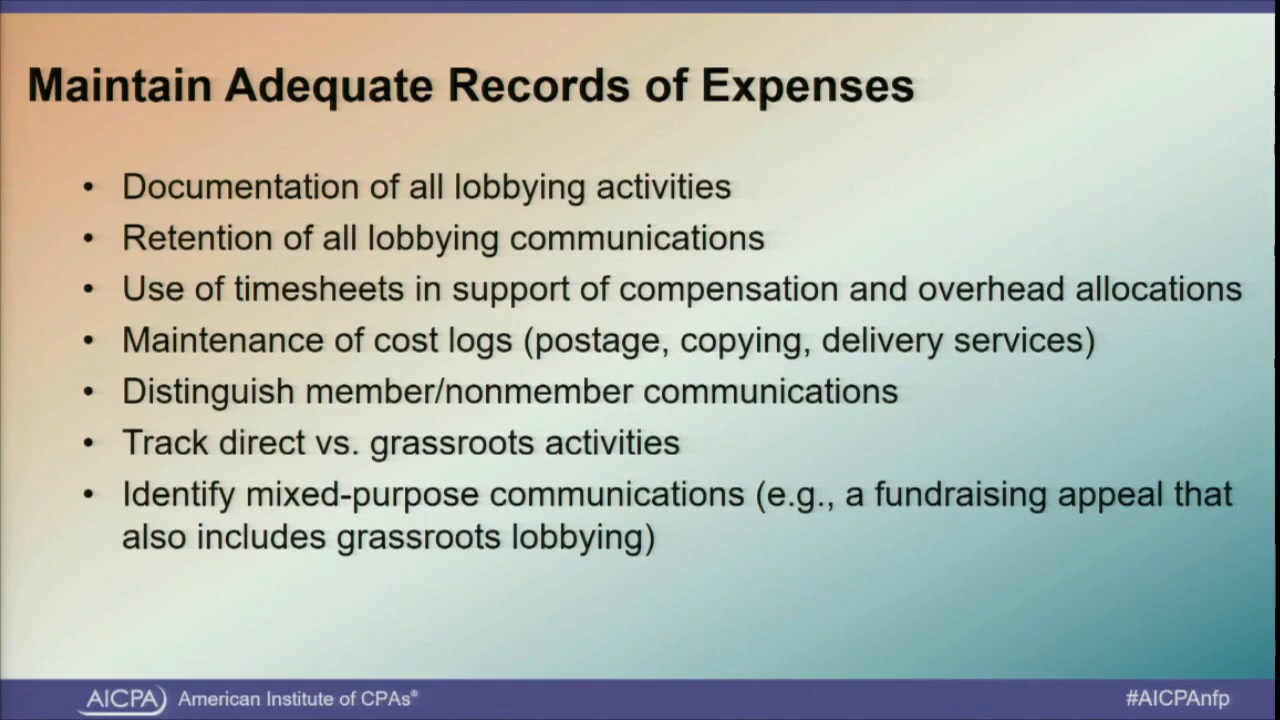 Maintain Adequate Records of Expenses
• Documentation of all lobbying activities
• Retention of all lobbying communications
• Use of timesheets in support of compensation and overhead allocations
• Maintenance of cost logs (postage, copying, delivery services)
• Distinguish member/nonmember communications
• Track direct vs. grassroots activities
• Identify mixed-purpose communications (e.g., a fundraising appeal that
also includes grassroots lobbying)
AICPA American Institute of CPAs® #AICPAnfp